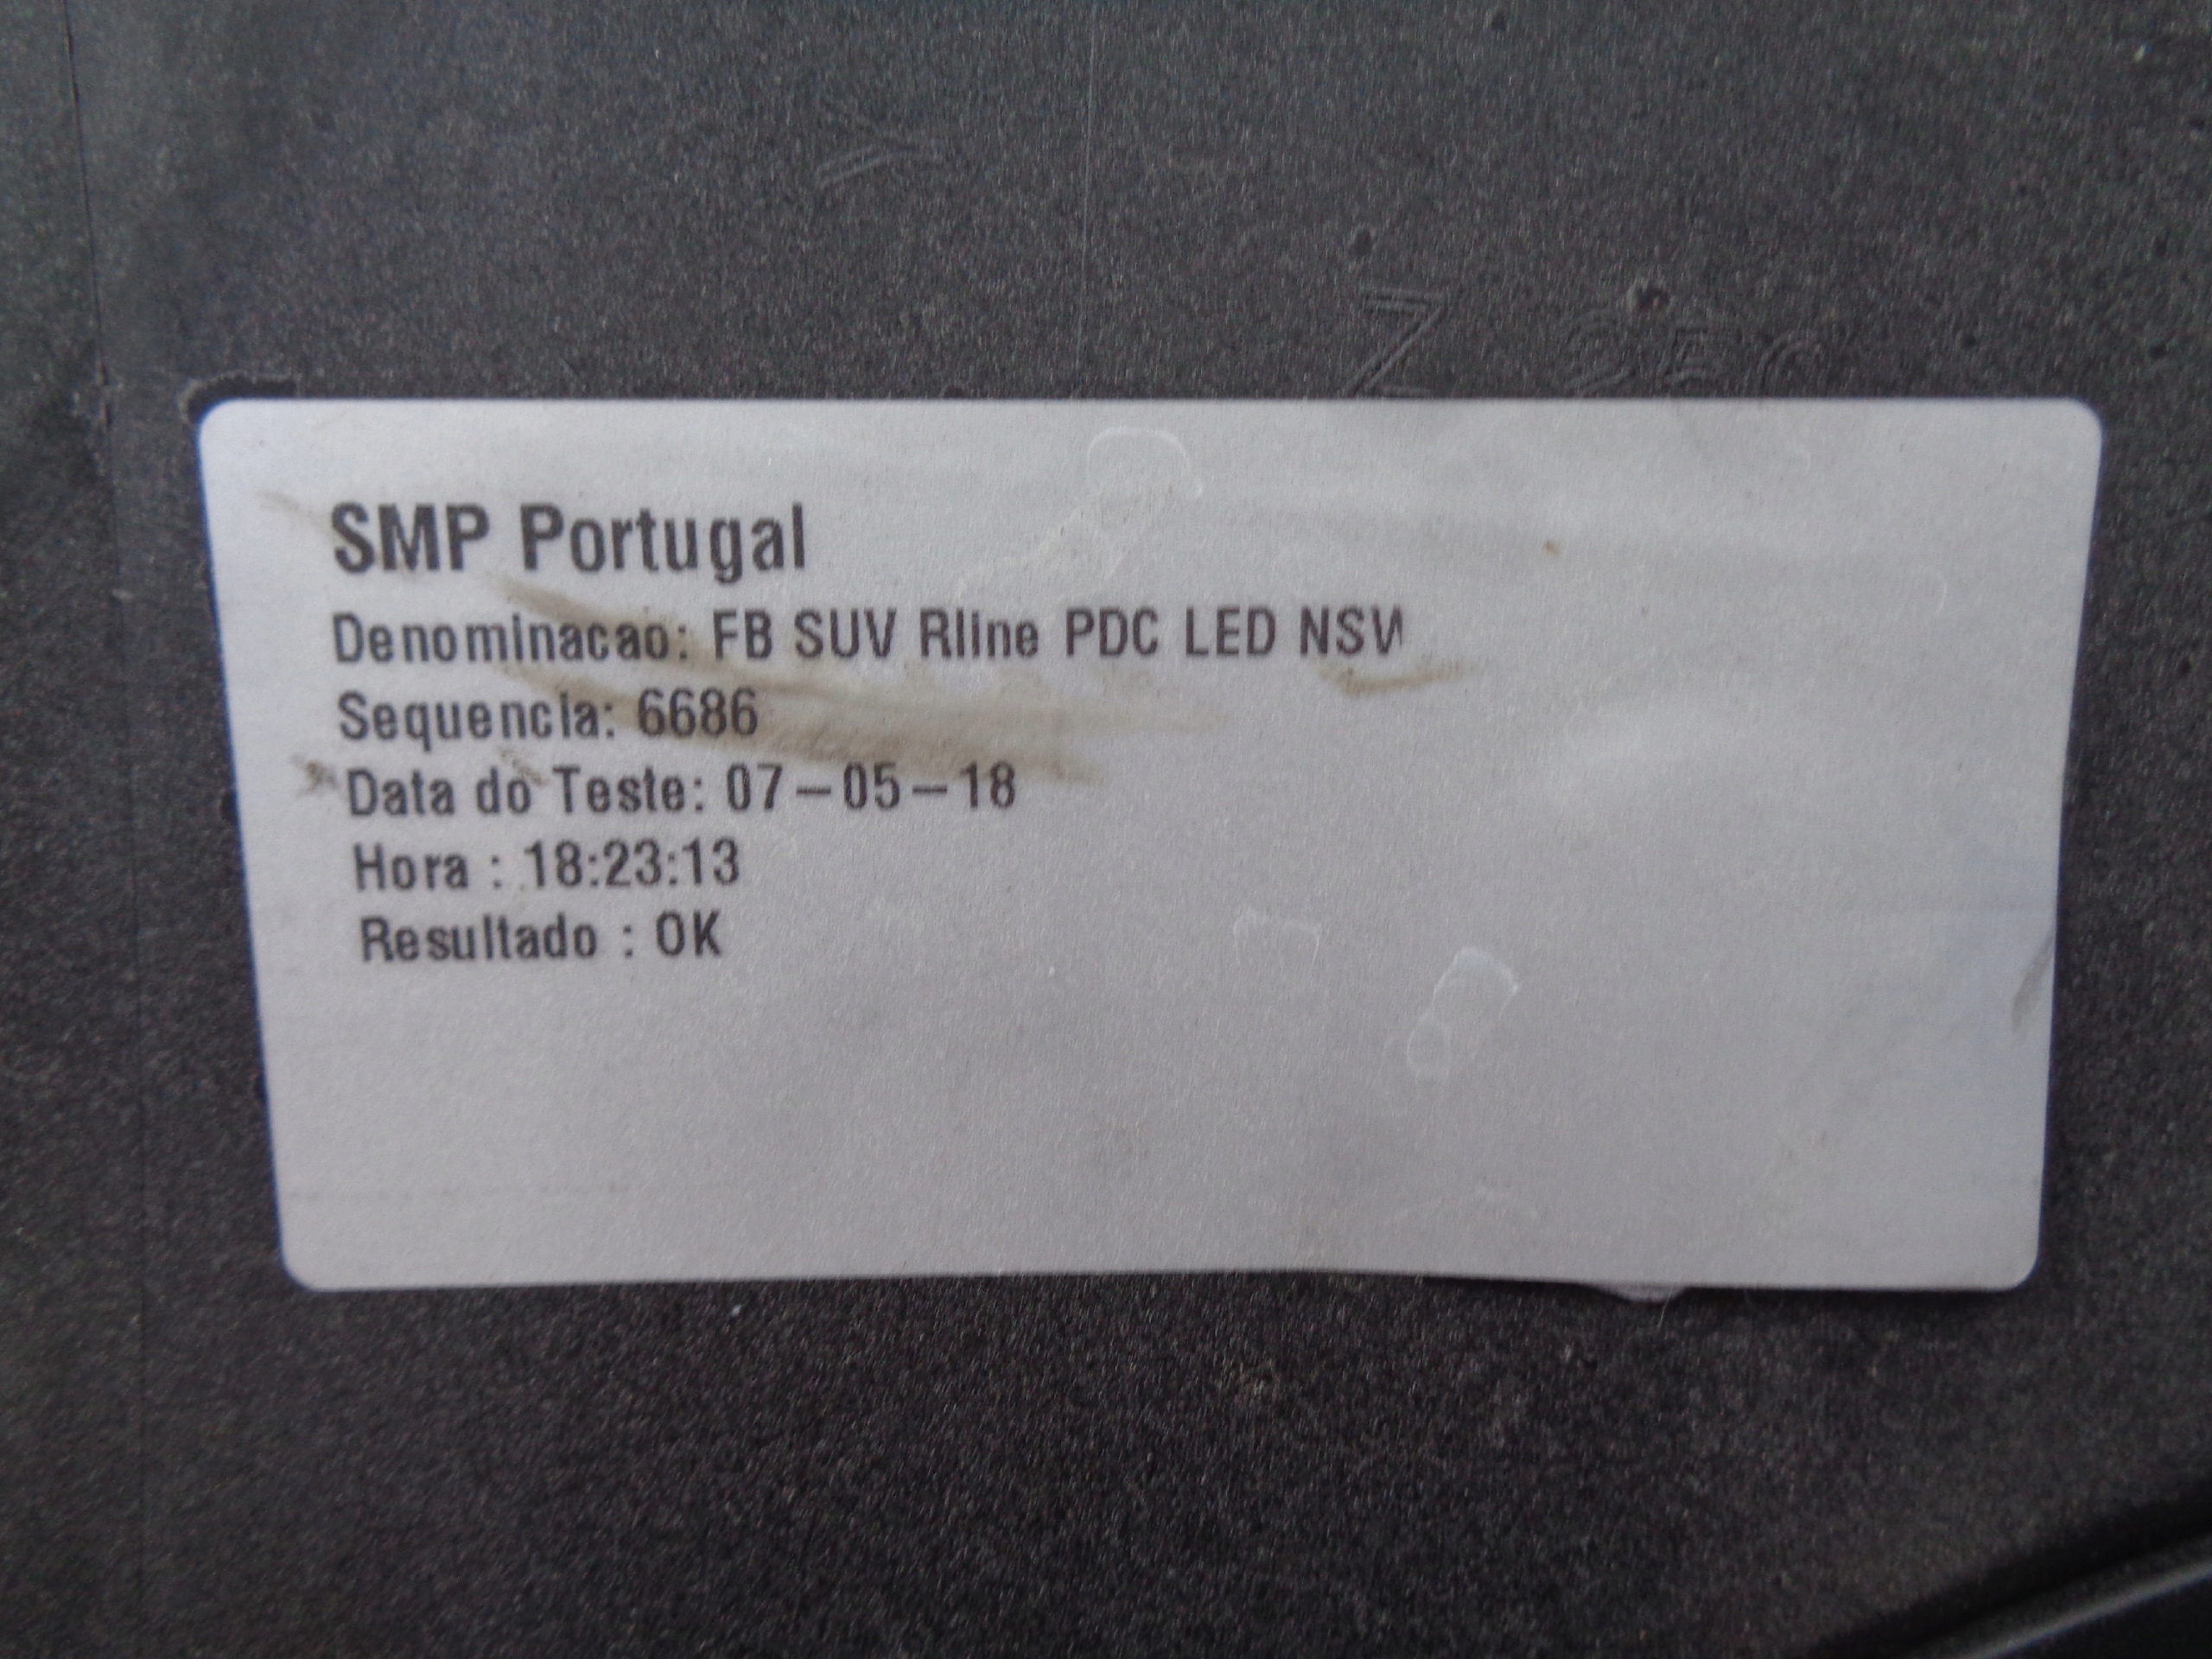 SMP Portugal
Denominacao: FB SUV Rline PDC LED NSW
Sequencia: 6686
Data do Teste: 07-05-18
Hora : 18:23:13
Resultado : OK